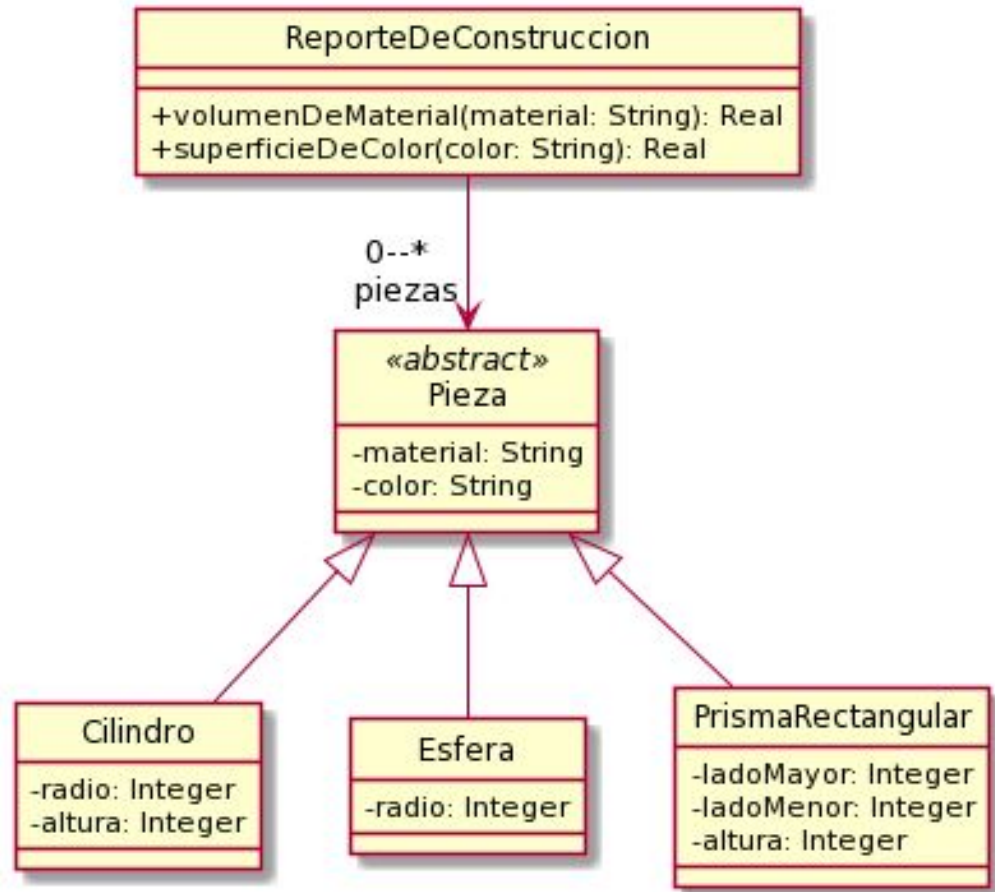 ReporteDeConstruccion
+volumenDeMaterial(material: String): Real
+superficieDeColor(color: String): Real
0--*
piezas
«abstract»
Pieza
-material: String
-color: String
Cilindro
-radio: Integer
-altura: Integer
Esfera
-radio: Integer
PrismaRectangular
-ladoMayor: Integer
-ladoMenor: Integer
-altura: Integer